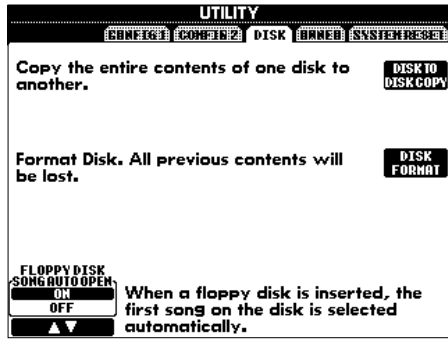 UTILITY
CONFIG 1 CONFIG 2 DISK OWNER SYSTEM RESET
Copy the entire contents of one disk to
another.
DISK TO
DISK COPY
Format Disk. All previous contents will
be lost.
DISK
FORMAT
FLOPPY DISK
SONG AUTO OPEN
ON
OFF
▲▼
When a floppy disk is inserted, the
first song on the disk is selected
automatically.